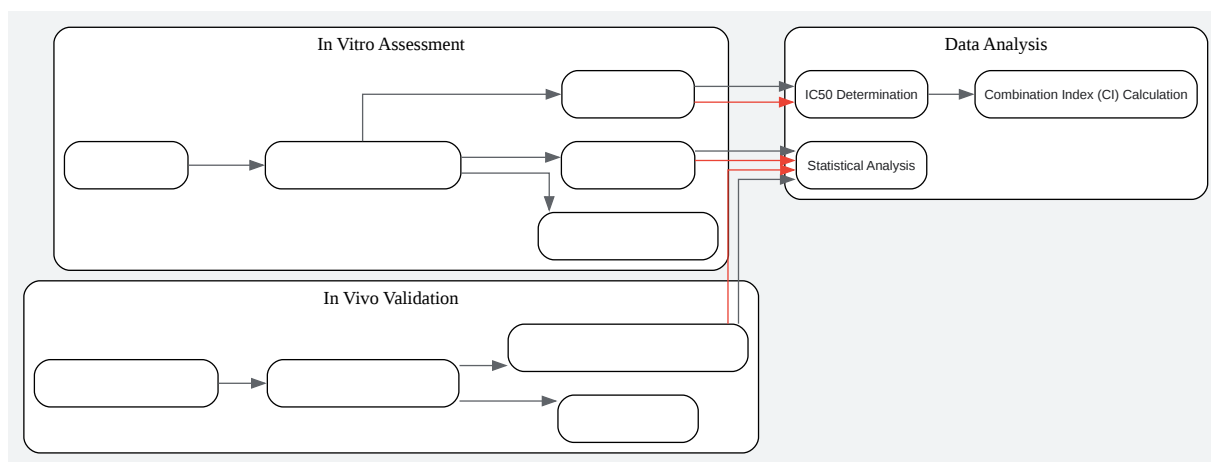 In Vitro Assessment
Data Analysis
IC50 Determination
Combination Index (CI) Calculation
Statistical Analysis
In Vivo Validation